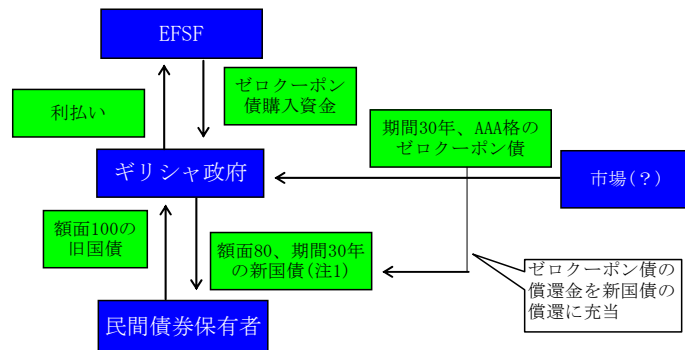 EFSF
利払い
ゼロクーポン
債購入資金
期間30年、AAA格の
ゼロクーポン債
ギリシャ政府
市場(？)
額面100の
旧国債
額面80、期間30年
の新国債(注1)
ゼロクーポン債の
償還金を新国債の
償還に充当
民間債券保有者